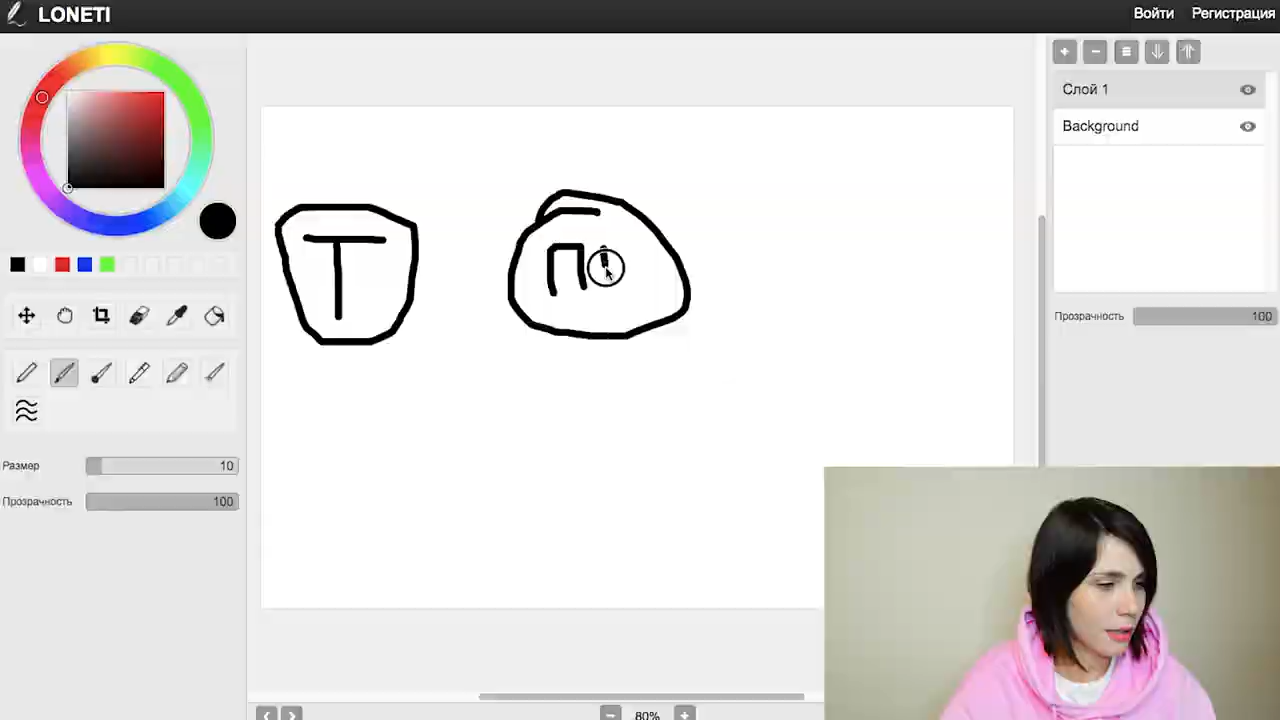 LONETI
Войти Регистрация
Слой 1
Background
Прозрачность 100
Т
П
Размер 10
Прозрачность 100
80%